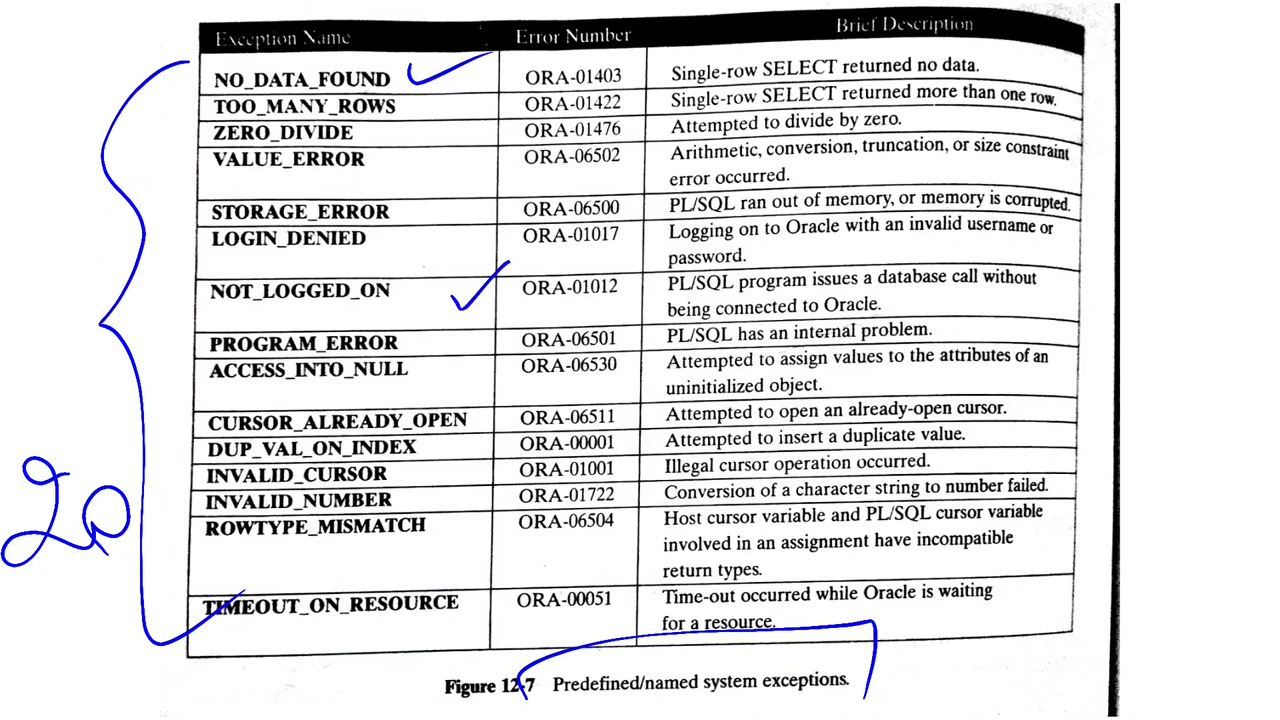 Exception Name Error Number Brief Description
NO_DATA_FOUND ORA-01403 Single-row SELECT returned no data.
TOO_MANY_ROWS ORA-01422 Single-row SELECT returned more than one row.
ZERO_DIVIDE ORA-01476 Attempted to divide by zero.
VALUE_ERROR ORA-06502 Arithmetic, conversion, truncation, or size constraint
error occurred.
STORAGE_ERROR ORA-06500 PL/SQL ran out of memory, or memory is corrupted.
LOGIN_DENIED ORA-01017 Logging on to Oracle with an invalid username or
password.
NOT_LOGGED_ON ORA-01012 PL/SQL program issues a database call without
being connected to Oracle.
PROGRAM_ERROR ORA-06501 PL/SQL has an internal problem.
ACCESS_INTO_NULL ORA-06530 Attempted to assign values to the attributes of an
uninitialized object.
CURSOR_ALREADY_OPEN ORA-06511 Attempted to open an already-open cursor.
DUP_VAL_ON_INDEX ORA-00001 Attempted to insert a duplicate value.
INVALID_CURSOR ORA-01001 Illegal cursor operation occurred.
INVALID_NUMBER ORA-01722 Conversion of a character string to number failed.
ROWTYPE_MISMATCH ORA-06504 Host cursor variable and PL/SQL cursor variable
involved in an assignment have incompatible
return types.
TIMEOUT_ON_RESOURCE ORA-00051 Time-out occurred while Oracle is waiting
for a resource.
20
Figure 12-7 Predefined/named system exceptions.